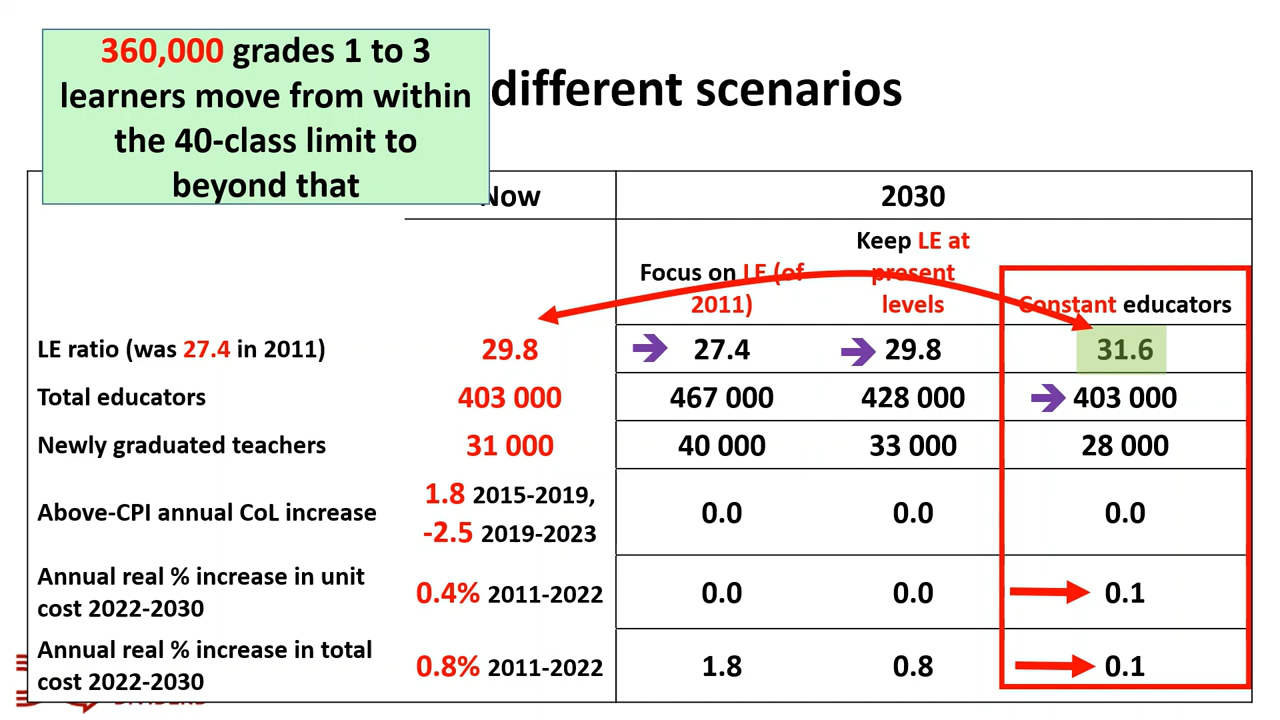 360,000 grades 1 to 3
learners move from within
the 40-class limit to
beyond that
different scenarios
Now
2030
Focus on LE (of
2011)
Keep LE at
present
levels
Constant educators
LE ratio (was 27.4 in 2011)
29.8
27.4
29.8
31.6
Total educators
403 000
467 000
428 000
403 000
Newly graduated teachers
31 000
40 000
33 000
28 000
Above-CPI annual CoL increase
1.8 2015-2019,
-2.5 2019-2023
0.0
0.0
0.0
Annual real % increase in unit
cost 2022-2030
0.4% 2011-2022
0.0
0.0
0.1
Annual real % increase in total
cost 2022-2030
0.8% 2011-2022
1.8
0.8
0.1